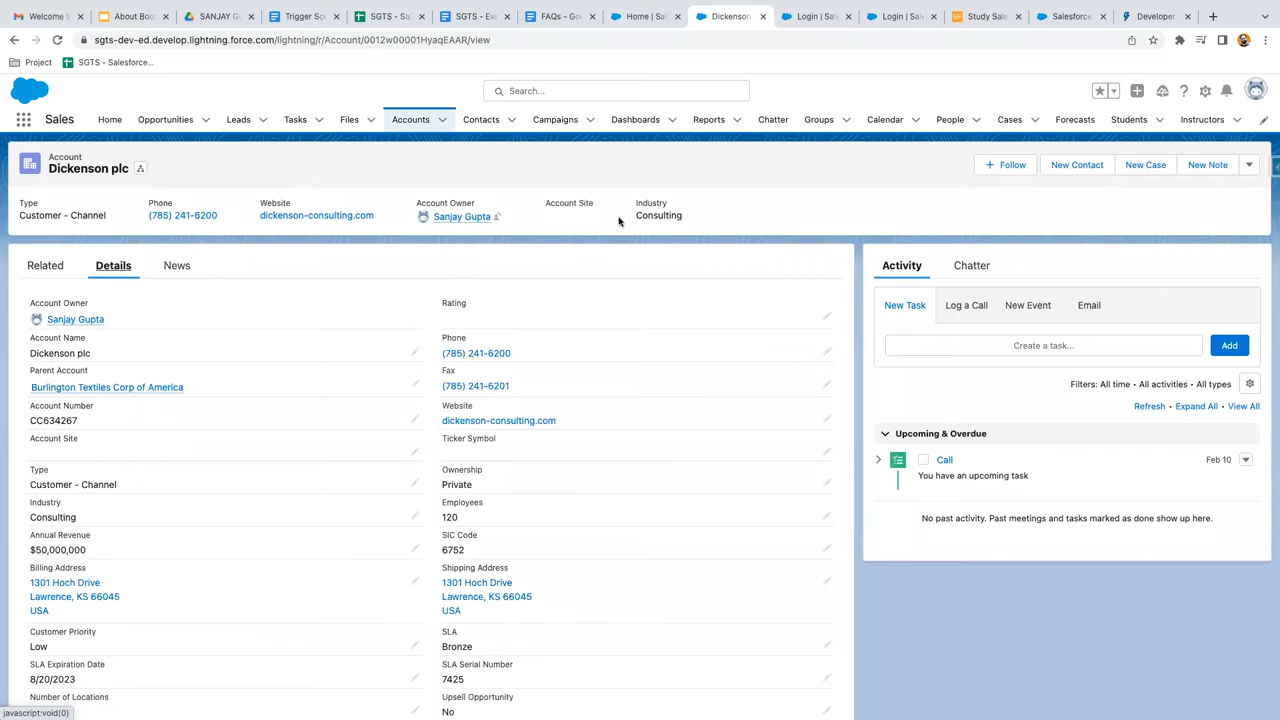 About Boo
SANJAY G
Trigger Sce
SGTS - Sa
SGTS - Ex
FAQs - Go
Home | Sa
Dickenson
Login | Sale
Login | Sale
Study Sale
Salesforce
Developer
sgts-dev-ed.develop.lightning.force.com/lightning/r/Account/0012w00001HyaqEAAR/view
Project
SGTS - Salesforce...
Search...
Sales
Home
Opportunities
Leads
Tasks
Files
Accounts
Contacts
Campaigns
Dashboards
Reports
Chatter
Groups
Calendar
People
Cases
Forecasts
Students
Instructors
Account
Dickenson plc
Follow
New Contact
New Case
New Note
Type
Customer - Channel
Phone
(785) 241-6200
Website
dickenson-consulting.com
Account Owner
Sanjay Gupta
Account Site
Industry
Consulting
Related
Details
News
Account Owner
Sanjay Gupta
Rating
Account Name
Dickenson plc
Phone
(785) 241-6200
Parent Account
Burlington Textiles Corp of America
Fax
(785) 241-6201
Account Number
CC634267
Website
dickenson-consulting.com
Account Site
Ticker Symbol
Type
Customer - Channel
Ownership
Private
Industry
Consulting
Employees
120
Annual Revenue
$50,000,000
SIC Code
6752
Billing Address
1301 Hoch Drive
Lawrence, KS 66045
USA
Shipping Address
1301 Hoch Drive
Lawrence, KS 66045
USA
Customer Priority
Low
SLA
Bronze
SLA Expiration Date
8/20/2023
SLA Serial Number
7425
Number of Locations
Upsell Opportunity
No
Activity
Chatter
New Task
Log a Call
New Event
Email
Create a task...
Add
Filters: All time • All activities • All types
Refresh • Expand All • View All
Upcoming & Overdue
Call
Feb 10
You have an upcoming task
No past activity. Past meetings and tasks marked as done show up here.
javascript:void(0)